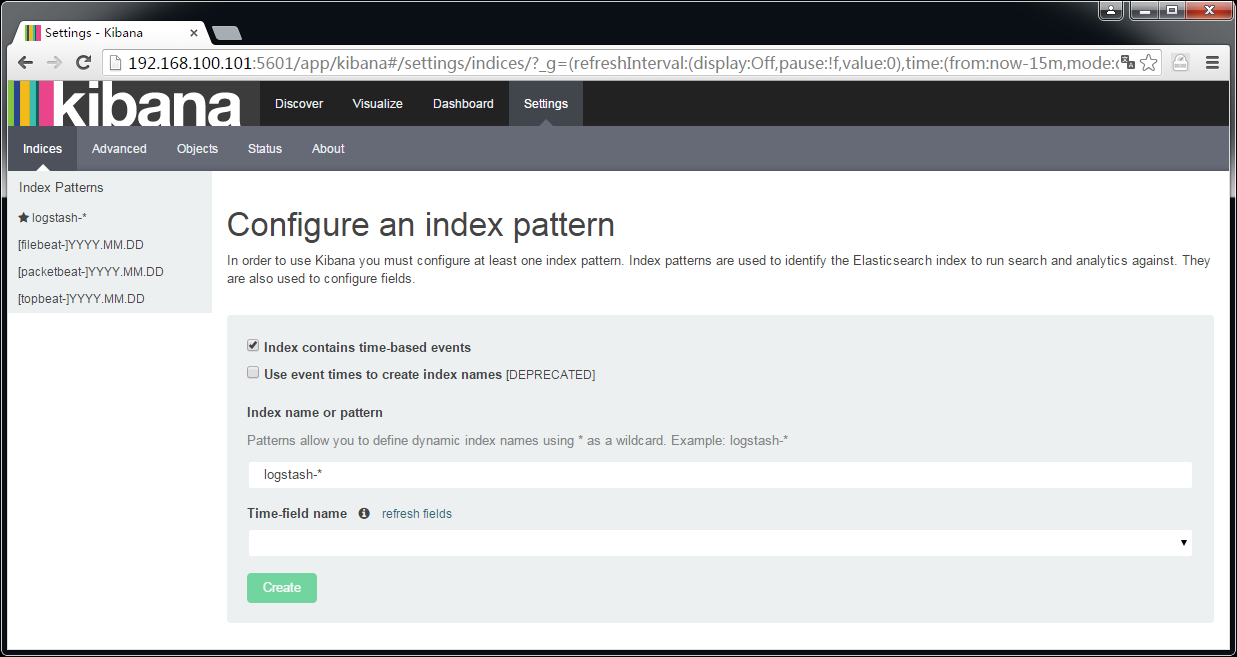 Settings - Kibana
192.168.100.101:5601/app/kibana#/settings/indices/?_g=(refreshInterval:(display:Off,pause:!f,value:0),time:(from:now-15m,mode:
kibana
Discover Visualize Dashboard Settings
Indices Advanced Objects Status About
Index Patterns
logstash-*
[filebeat-]YYYY.MM.DD
[packetbeat-]YYYY.MM.DD
[topbeat-]YYYY.MM.DD
Configure an index pattern
In order to use Kibana you must configure at least one index pattern. Index patterns are used to identify the Elasticsearch index to run search and analytics against. They
are also used to configure fields.
Index contains time-based events
Use event times to create index names [DEPRECATED]
Index name or pattern
Patterns allow you to define dynamic index names using * as a wildcard. Example: logstash-*
logstash-*
Time-field name refresh fields
Create